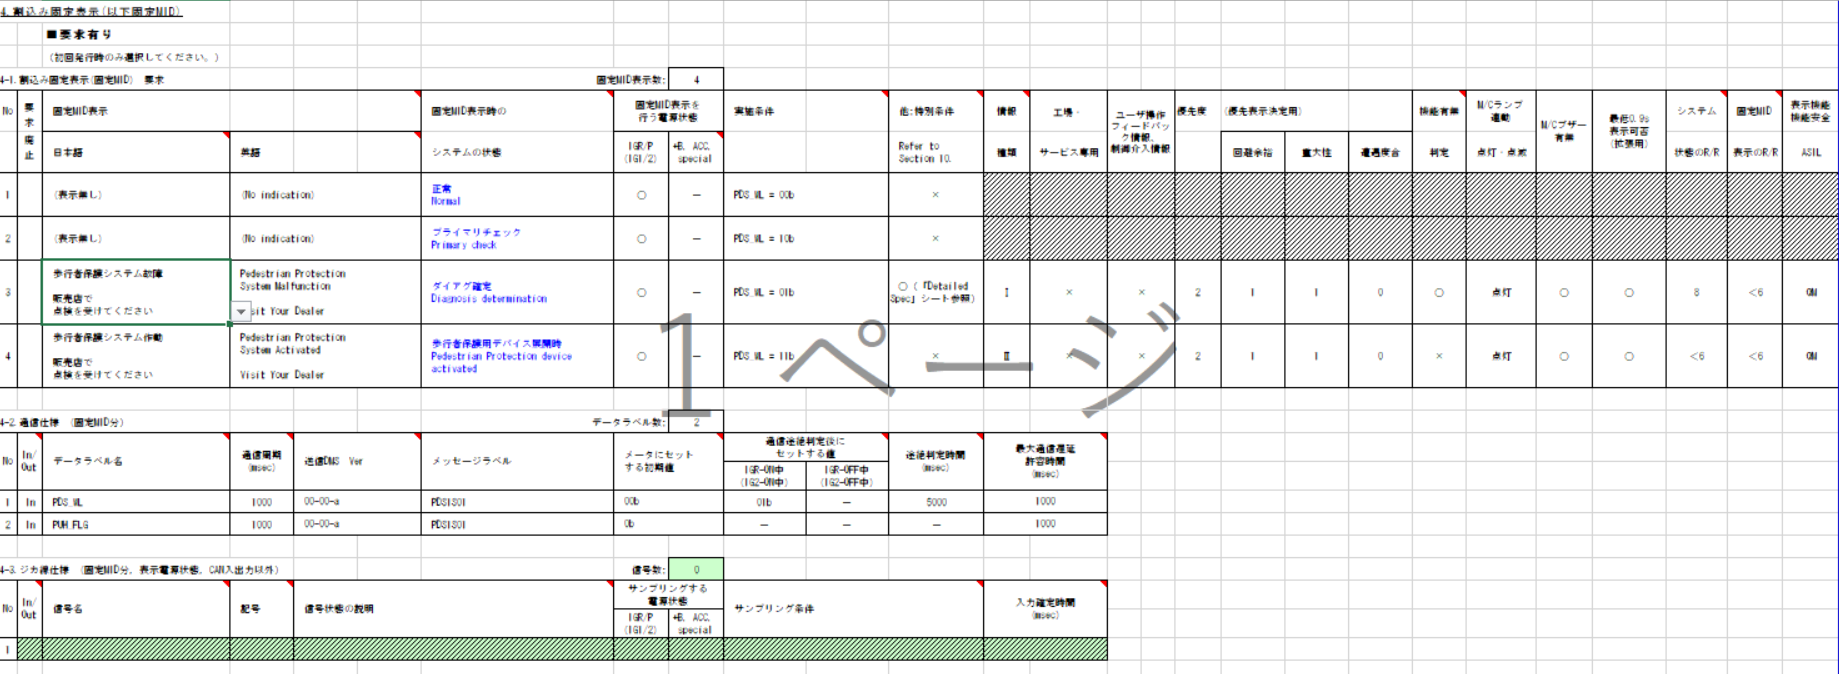 4. 割込み固定表示(以下固定MID)
■要求有り
(初回発行時のみ選択してください。)
4-1. 割込み固定表示(固定MID) 要求 固定MID表示数: 4
No 要求 廃止 固定MID表示 日本語 英語 固定MID表示時の システムの状態 固定MID表示を行う電源状態 IGR/P (IG1/2) +B, ACC, special 実施条件 他:特別条件 Refer to Section 10. 情報 種類 工場・ サービス専用 ユーザ操作フィードバック情報、制御介入情報 優先度 (優先表示決定用) 回避余裕 重大性 遭遇度合 機能有無 判定 M/Cランプ連動 点灯・点滅 M/Cブザー有無 最低0.9s表示可否(拡張用) システム 状態のR/R 固定MID 表示のR/R 表示機能 機能安全 ASIL
1 (表示無し) (No indication) 正常 Normal ○ − PDS_WL = 00b ×
2 (表示無し) (No indication) プライマリチェック Primary check ○ − PDS_WL = 10b ×
3 歩行者保護システム故障 販売店で 点検を受けてください Pedestrian Protection System Malfunction sit Your Dealer ダイアグ確定 Diagnosis determination ○ − PDS_WL = 01b ○ (『Detailed Spec』シート参照) Ⅰ × × 2 1 1 0 ○ 点灯 ○ ○ 8 <6 QM
4 歩行者保護システム作動 販売店で 点検を受けてください Pedestrian Protection System Activated Visit Your Dealer 歩行者保護用デバイス展開時 Pedestrian Protection device activated ○ − PDS_WL = 11b × Ⅱ × × 2 1 1 0 × 点灯 ○ ○ <6 <6 QM
1 ページ
4-2. 通信仕様 (固定MID分) データラベル数: 2
No In/Out データラベル名 通信周期 (msec) 送信DMS Ver メッセージラベル メータにセットする初期値 通信途絶判定後にセットする値 IGR-ON中 (IG2-ON中) IGR-OFF中 (IG2-OFF中) 途絶判定時間 (msec) 最大通信遅延許容時間 (msec)
1 In PDS_WL 1000 00-00-a PDS1S01 00b 01b − 5000 1000
2 In PUH_FLG 1000 00-00-a PDS1S01 0b − − − 1000
4-3. ジカ線仕様 (固定MID分, 表示電源状態, CAN入出力以外) 信号数: 0
No In/Out 信号名 記号 信号状態の説明 サンプリングする電源状態 IGR/P (IG1/2) +B, ACC, special サンプリング条件 入力確定時間 (msec)
1